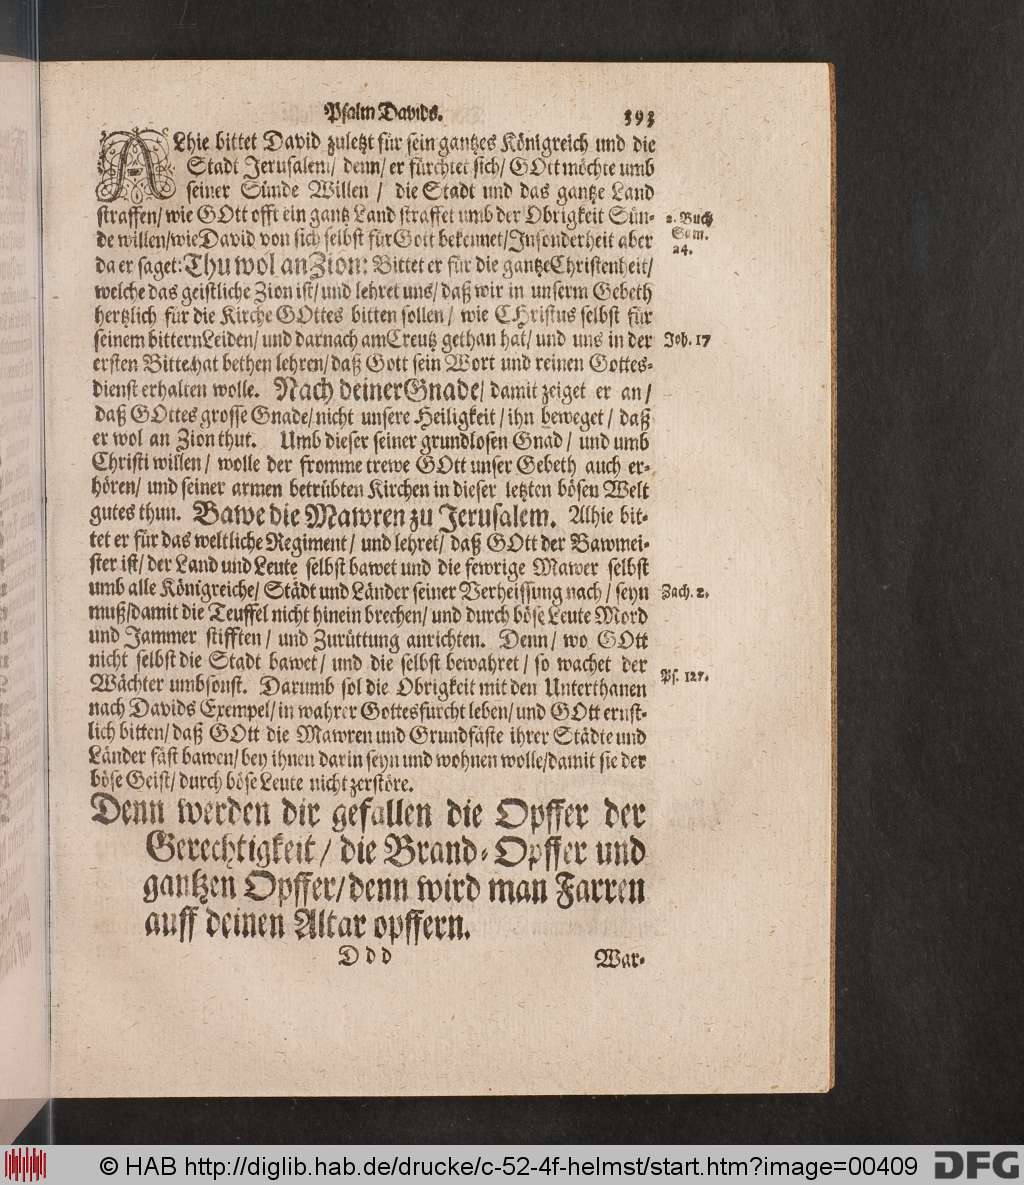 Psalm Davids. 393
ALhie bittet David zuletzt für sein gantzes Königreich und die
Stadt Jerusalem/ denn/ er fürchtet sich/ GOtt möchte umb
seiner Sünde Willen / die Stadt und das gantze Land
straffen/ wie GOtt offt ein gantz Land straffet umb der Obrigkeit Sün-
de willen/ wie David von sich selbst für Gott bekennet/ Insonderheit aber
da er saget: Thu wol an Zion: Bittet er für die gantze Christenheit/
welche das geistliche Zion ist/ und lehret uns/ daß wir in unserm Gebeth
hertzlich für die Kirche GOttes bitten sollen/ wie CHristus selbst für
seinem bittern Leiden/ und darnach am Creutz gethan hat/ und uns in der
ersten Bitte hat bethen lehren/ daß Gott sein Wort und reinen Gottes-
dienst erhalten wolle. Nach deiner Gnade/ damit zeiget er an/
daß GOttes grosse Gnade/ nicht unsere Heiligkeit/ ihn beweget/ daß
er wol an Zion thut. Umb dieser seiner grundlosen Gnad/ und umb
Christi willen/ wolle der fromme trewe GOtt unser Gebeth auch er-
hören/ und seiner armen betrübten Kirchen in dieser letzten bösen Welt
gutes thun. Bawe die Mawren zu Jerusalem. Alhie bit-
tet er für das weltliche Regiment/ und lehret/ daß GOtt der Bawmei-
ster ist/ der Land und Leute selbst bawet und die fewrige Mawer selbst
umb alle Königreiche/ Städt und Länder seiner Verheissung nach/ seyn
muß/ damit die Teuffel nicht hinein brechen/ und durch böse Leute Mord
und Jammer stifften/ und Zurüttung anrichten. Denn/ wo GOtt
nicht selbst die Stadt bawet/ und die selbst bewahret/ so wachet der
Wächter umbsonst. Darumb sol die Obrigkeit mit den Unterthanen
nach Davids Exempel/ in wahrer Gottesfurcht leben/ und GOtt ernst-
lich bitten/ daß GOtt die Mawren und Grundfäste ihrer Städte und
Länder fäst bawen/ bey ihnen darin seyn und wohnen wolle/ damit sie der
böse Geist/ durch böse Leute nicht zerstöre.
Denn werden dir gefallen die Opffer der
Gerechtigkeit/ die Brand-Opffer und
gantzen Opffer/ denn wird man Farren
auff deinen Altar opffern.
D d d War-
2. Buch
Sam.
24.
Joh. 17
Zach. 2.
Ps. 127.
© HAB http://diglib.hab.de/drucke/c-52-4f-helmst/start.htm?image=00409
DFG